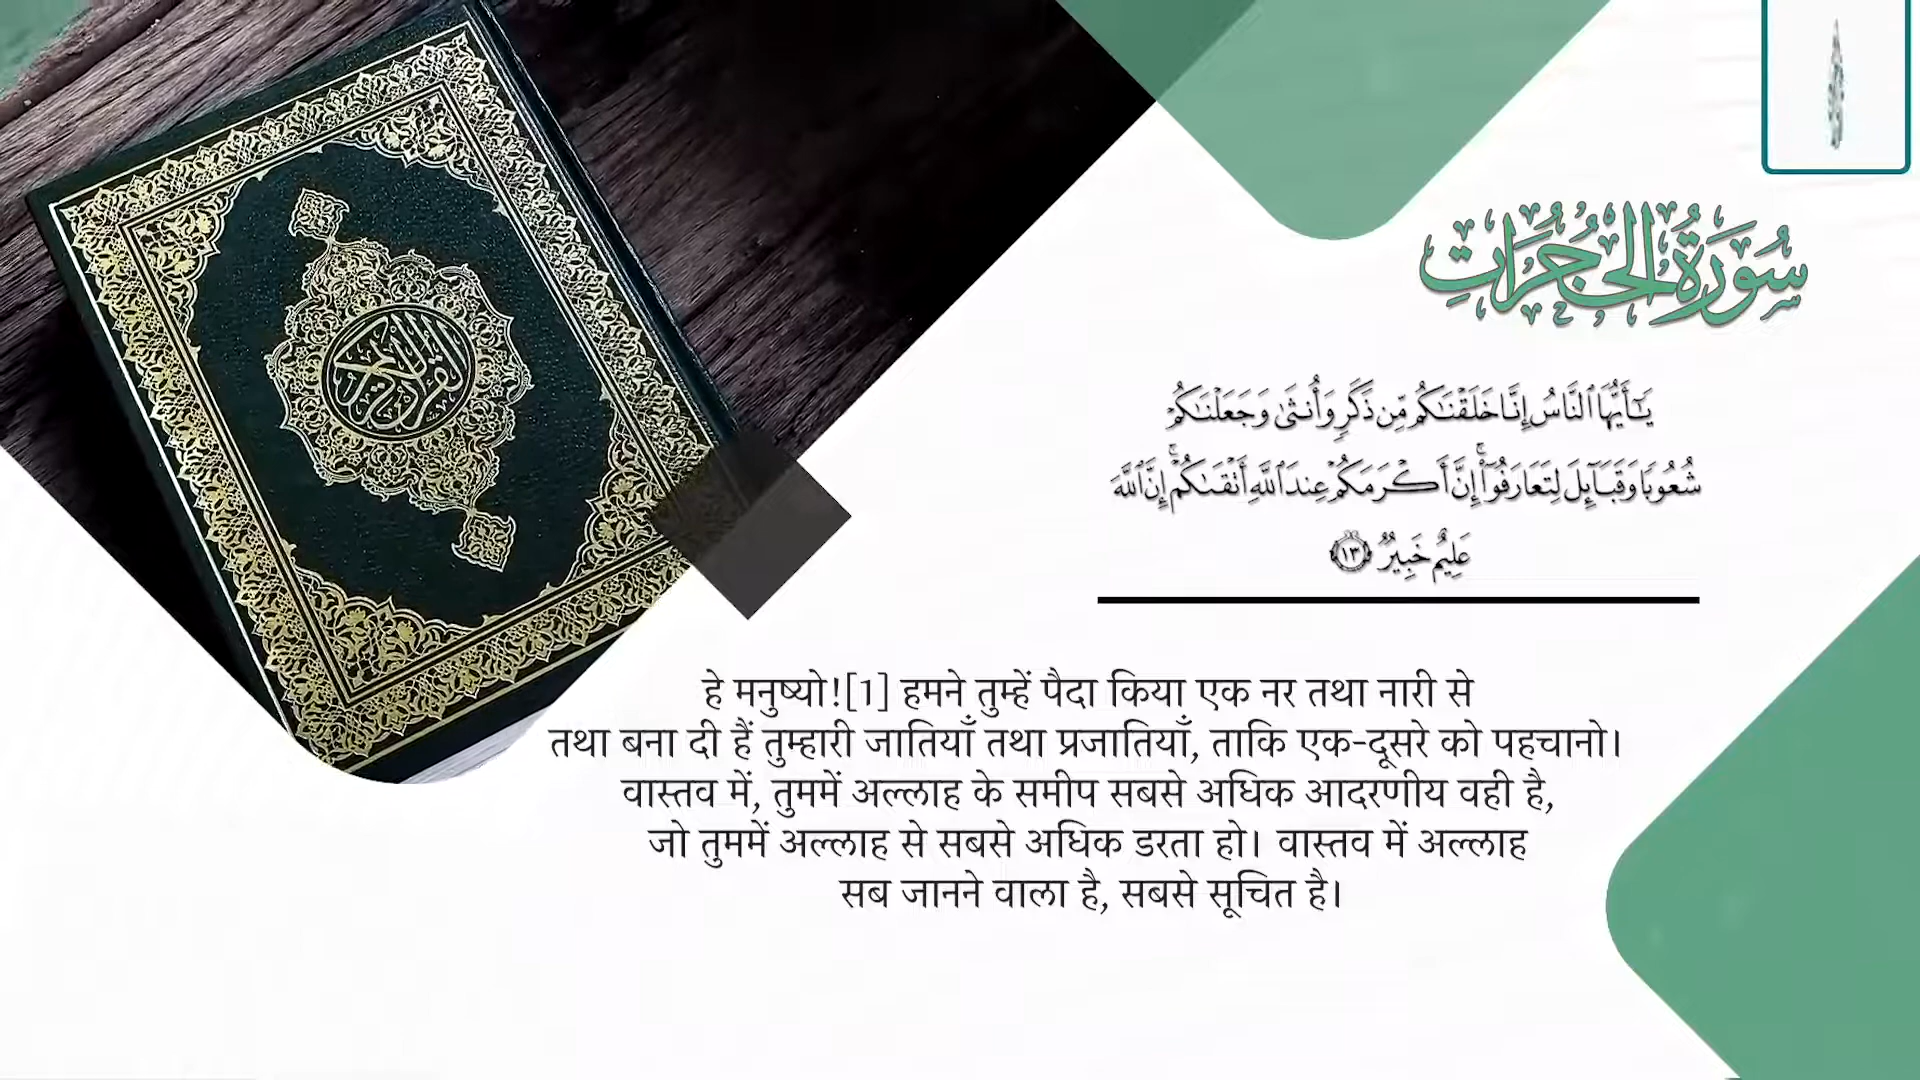 القرآن الكريم
سُورَةُ الحُجُرَاتِ
يَـٰٓأَيُّهَا ٱلنَّاسُ إِنَّا خَلَقْنَـٰكُم مِّن ذَكَرٍ وَأُنثَىٰ وَجَعَلْنَـٰكُمْ
شُعُوبًا وَقَبَآئِلَ لِتَعَارَفُوٓا۟ ۚ إِنَّ أَكْرَمَكُمْ عِندَ ٱللَّهِ أَتْقَىٰكُمْ ۚ إِنَّ ٱللَّهَ
عَلِيمٌ خَبِيرٌ ١٣
हे मनुष्यो![1] हमने तुम्हें पैदा किया एक नर तथा नारी से
तथा बना दी हैं तुम्हारी जातियाँ तथा प्रजातियाँ, ताकि एक-दूसरे को पहचानो।
वास्तव में, तुममें अल्लाह के समीप सबसे अधिक आदरणीय वही है,
जो तुममें अल्लाह से सबसे अधिक डरता हो। वास्तव में अल्लाह
सब जानने वाला है, सबसे सूचित है।